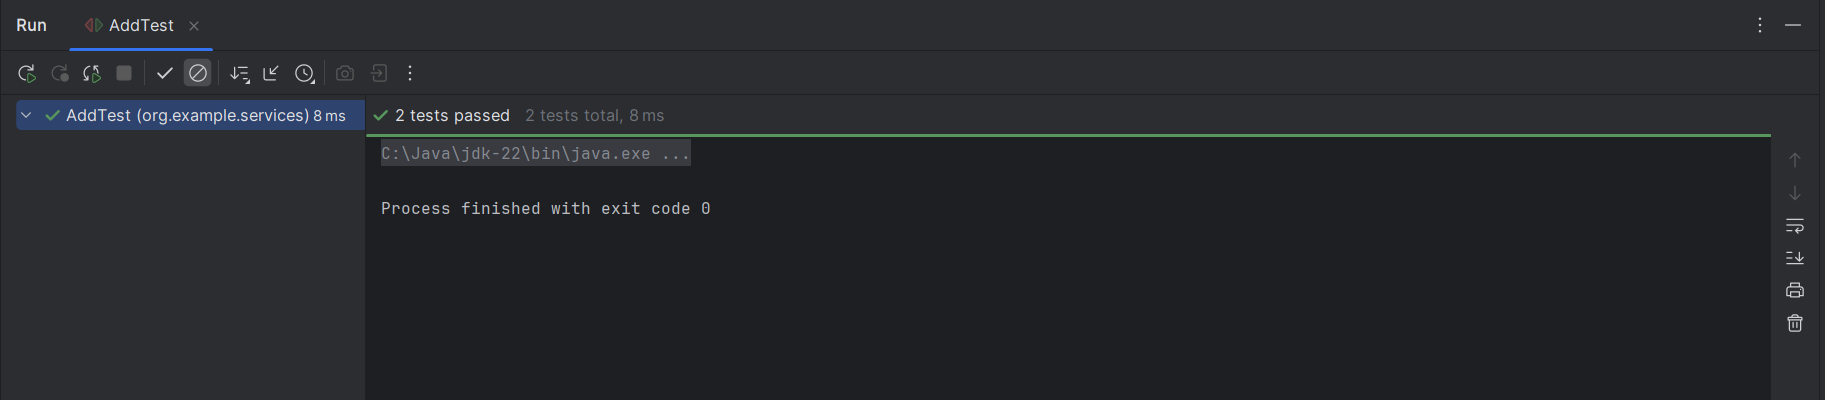 Run AddTest
AddTest (org.example.services) 8 ms
2 tests passed 2 tests total, 8 ms
C:\Java\jdk-22\bin\java.exe ...
Process finished with exit code 0